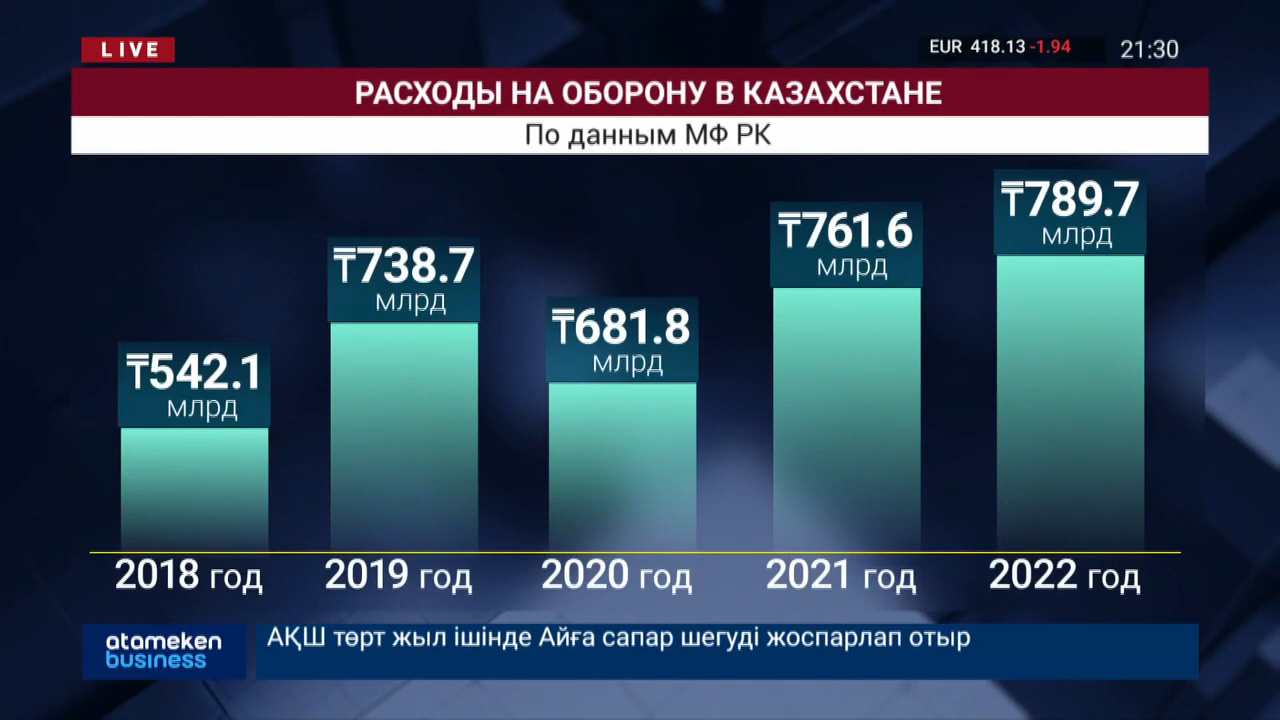 LIVE
EUR 418.13 -1.94
21:30
РАСХОДЫ НА ОБОРОНУ В КАЗАХСТАНЕ
По данным МФ РК
₸542.1
млрд
₸738.7
млрд
₸681.8
млрд
₸761.6
млрд
₸789.7
млрд
2018 год
2019 год
2020 год
2021 год
2022 год
atameken
business
АҚШ төрт жыл ішінде Айға сапар шегуді жоспарлап отыр